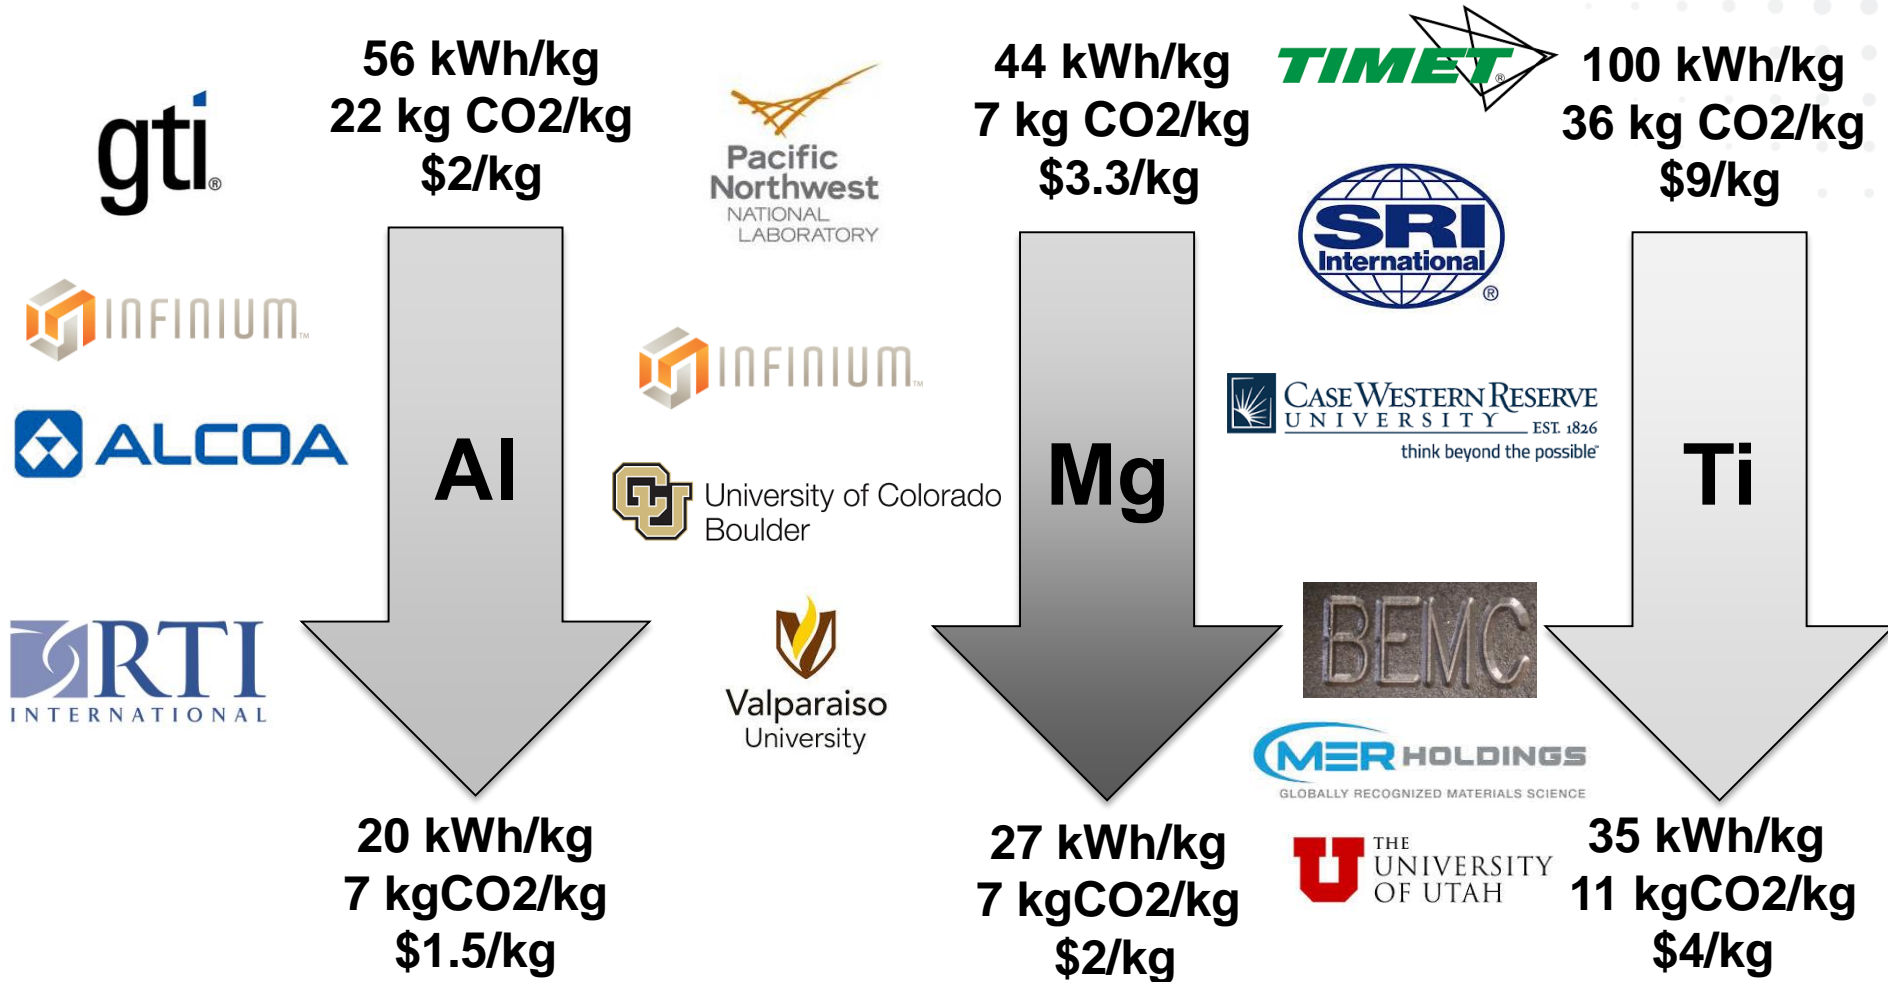 56 kWh/kg
22 kg CO2/kg
$2/kg
gti®
INFINIUM™
ALCOA
RTI
INTERNATIONAL
Al
20 kWh/kg
7 kgCO2/kg
$1.5/kg
44 kWh/kg
7 kg CO2/kg
$3.3/kg
Pacific
Northwest
NATIONAL
LABORATORY
INFINIUM™
CU
University of Colorado
Boulder
Valparaiso
University
Mg
27 kWh/kg
7 kgCO2/kg
$2/kg
TIMET®
100 kWh/kg
36 kg CO2/kg
$9/kg
SRI
International
®
CASE WESTERN RESERVE
UNIVERSITY EST. 1826
think beyond the possible™
BEMC
MER HOLDINGS
GLOBALLY RECOGNIZED MATERIALS SCIENCE
U
THE
UNIVERSITY
OF UTAH
Ti
35 kWh/kg
11 kgCO2/kg
$4/kg